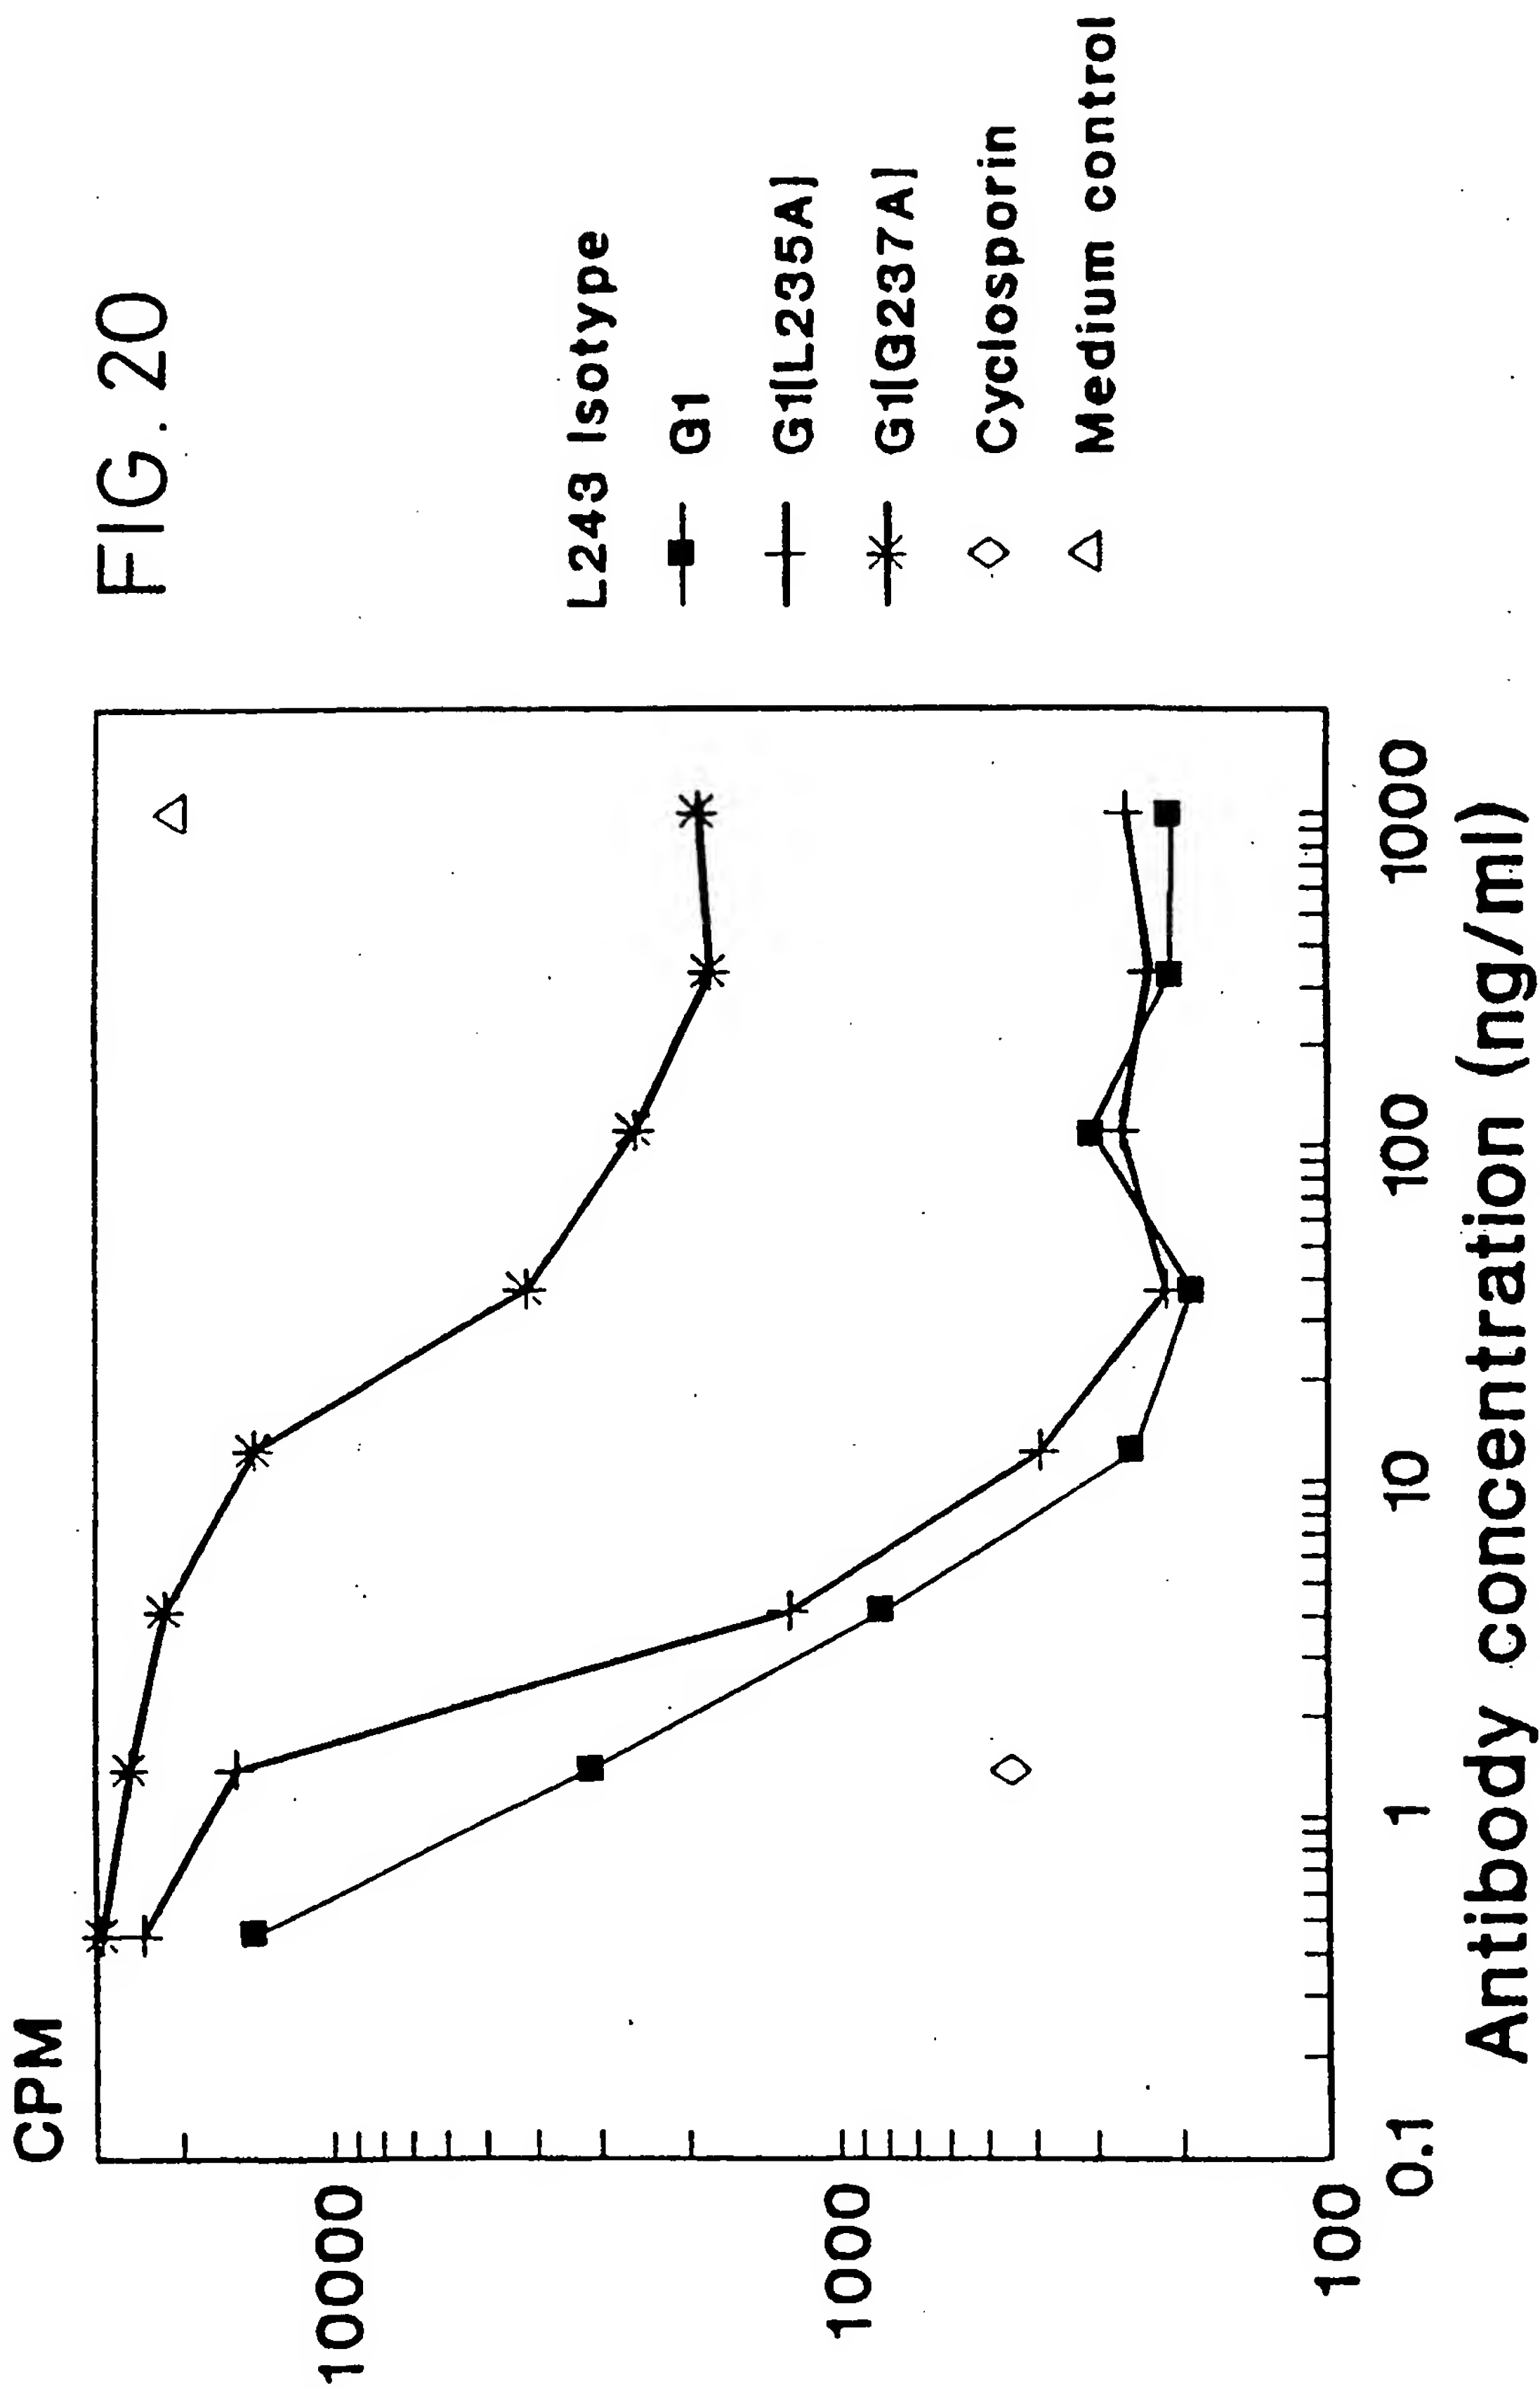 FIG. 20
CPM
10000
1000
100
0.1
1
10
100
1000
Antibody concentration (ng/ml)
L243 Isotype
G1
G1[L235A]
G1[G237A]
Cyclosporin
Medium control